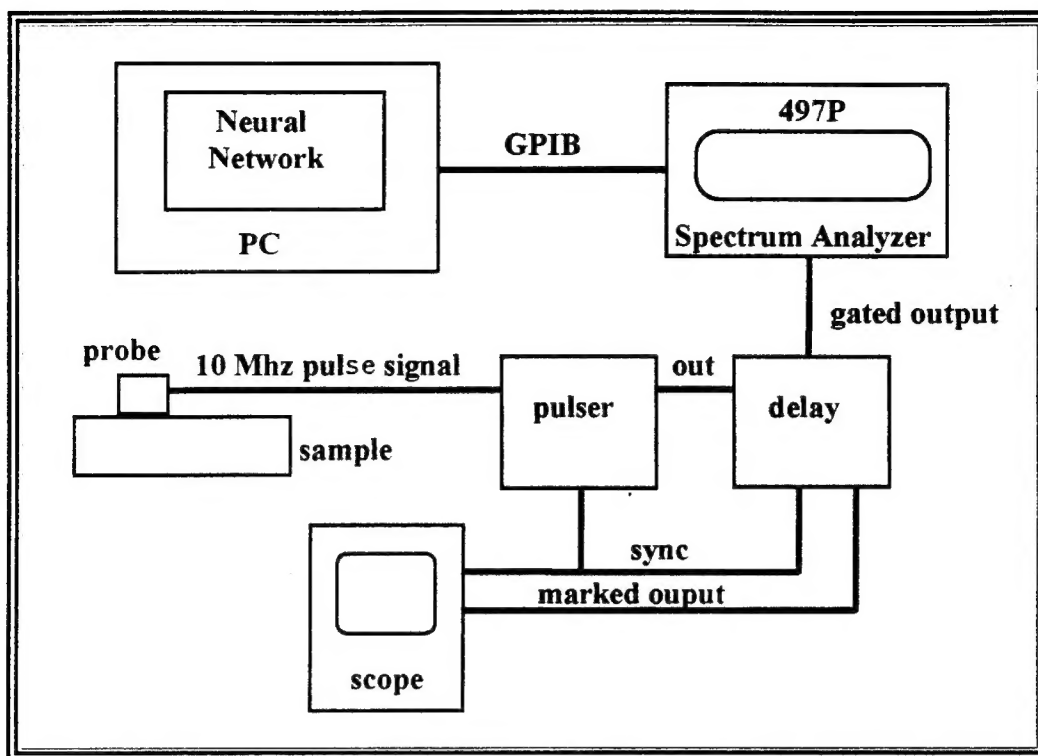 Neural
Network
PC
GPIB
497P
Spectrum Analyzer
gated output
probe
10 Mhz pulse signal
sample
pulser
out
delay
sync
marked ouput
scope